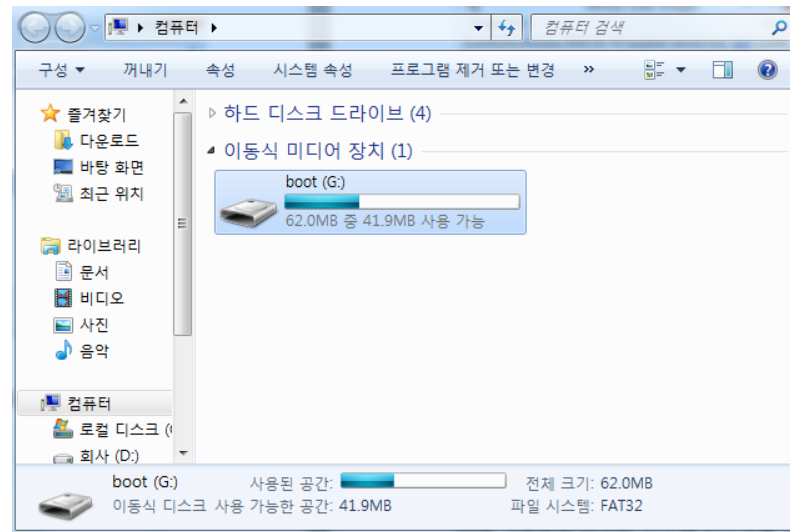 컴퓨터
컴퓨터 검색
구성 꺼내기 속성 시스템 속성 프로그램 제거 또는 변경 »
즐겨찾기
다운로드
바탕 화면
최근 위치
라이브러리
문서
비디오
사진
음악
컴퓨터
로컬 디스크
회사 (D:)
하드 디스크 드라이브 (4)
이동식 미디어 장치 (1)
boot (G:)
62.0MB 중 41.9MB 사용 가능
boot (G:) 사용된 공간: 전체 크기: 62.0MB
이동식 디스크 사용 가능한 공간: 41.9MB 파일 시스템: FAT32